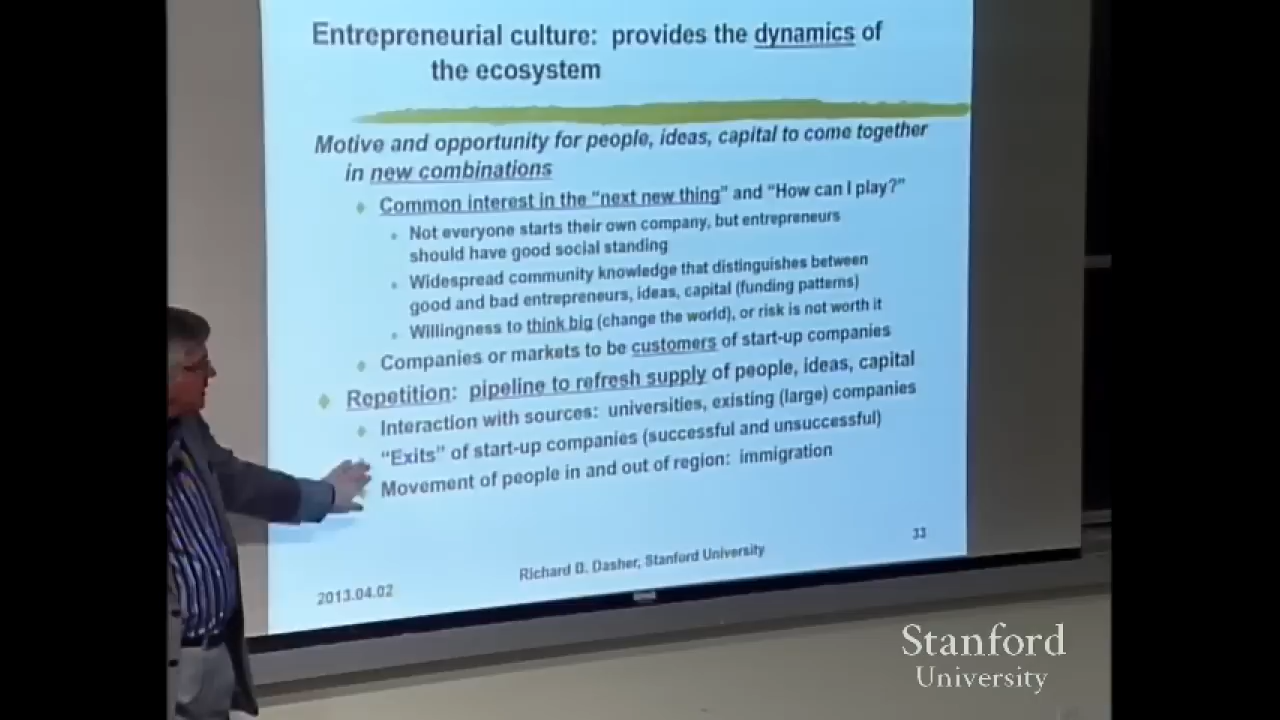 Entrepreneurial culture: provides the dynamics of
the ecosystem
Motive and opportunity for people, ideas, capital to come together
in new combinations
Common interest in the "next new thing" and "How can I play?"
Not everyone starts their own company, but entrepreneurs
should have good social standing
Widespread community knowledge that distinguishes between
good and bad entrepreneurs, ideas, capital (funding patterns)
Willingness to think big (change the world), or risk is not worth it
Companies or markets to be customers of start-up companies
Repetition: pipeline to refresh supply of people, ideas, capital
Interaction with sources: universities, existing (large) companies
"Exits" of start-up companies (successful and unsuccessful)
Movement of people in and out of region: immigration
2013.04.02
Richard D. Dasher, Stanford University
33
Stanford
University